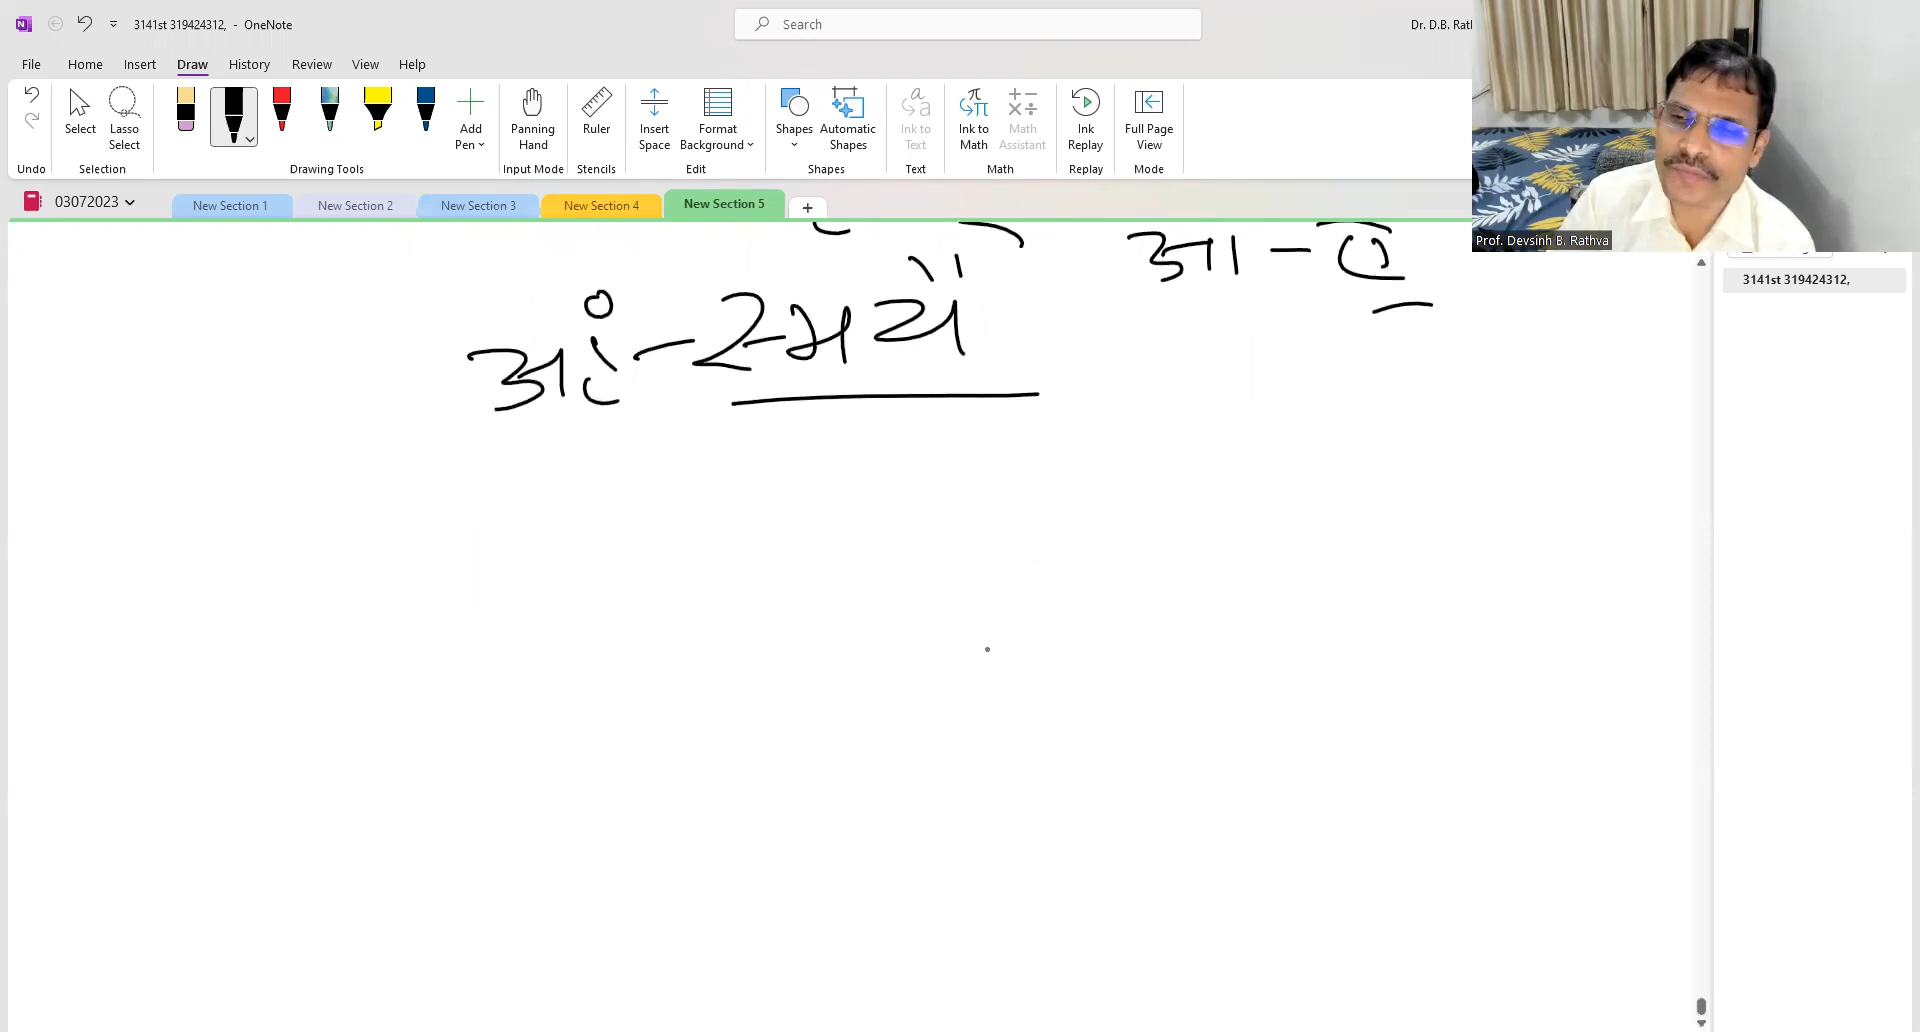 3141st 319424312, - OneNote
Search
Dr. D.B. Rath
File Home Insert Draw History Review View Help
Select
Lasso Select
Add Pen
Panning Hand
Ruler
Insert Space
Format Background
Shapes
Automatic Shapes
Ink to Text
Ink to Math
Math Assistant
Ink Replay
Full Page View
Undo Selection Drawing Tools Input Mode Stencils Edit Shapes Text Math Replay Mode
03072023 New Section 1 New Section 2 New Section 3 New Section 4 New Section 5
Prof. Devsinh B. Rathva
3141st 319424312,